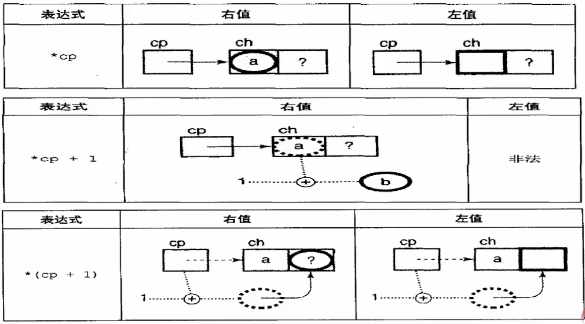 表达式 右值 左值
*cp cp ch a ? cp ch ?
表达式 右值 左值
*cp + 1 cp ch a ? 1 + b 非法
表达式 右值 左值
*(cp + 1) cp ch a ? 1 + cp ch a 1 +